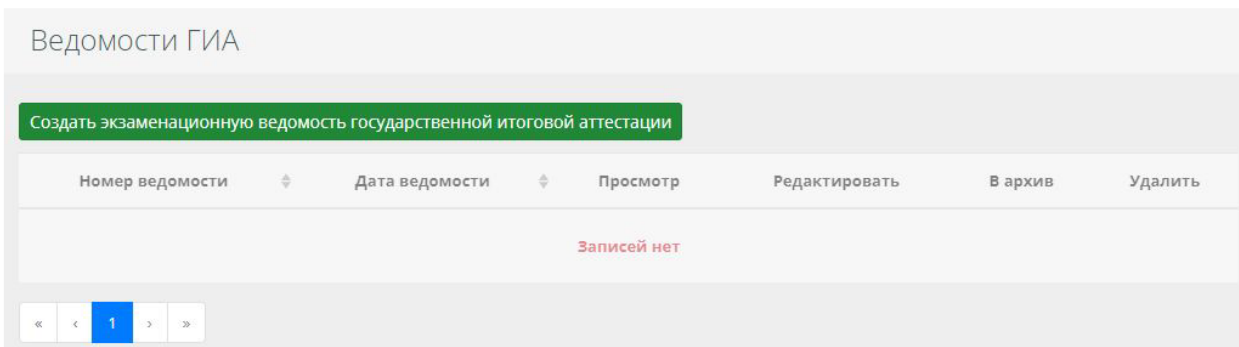 Ведомости ГИА
Создать экзаменационную ведомость государственной итоговой аттестации
Номер ведомости Дата ведомости Просмотр Редактировать В архив Удалить
Записей нет
« ‹ 1 › »